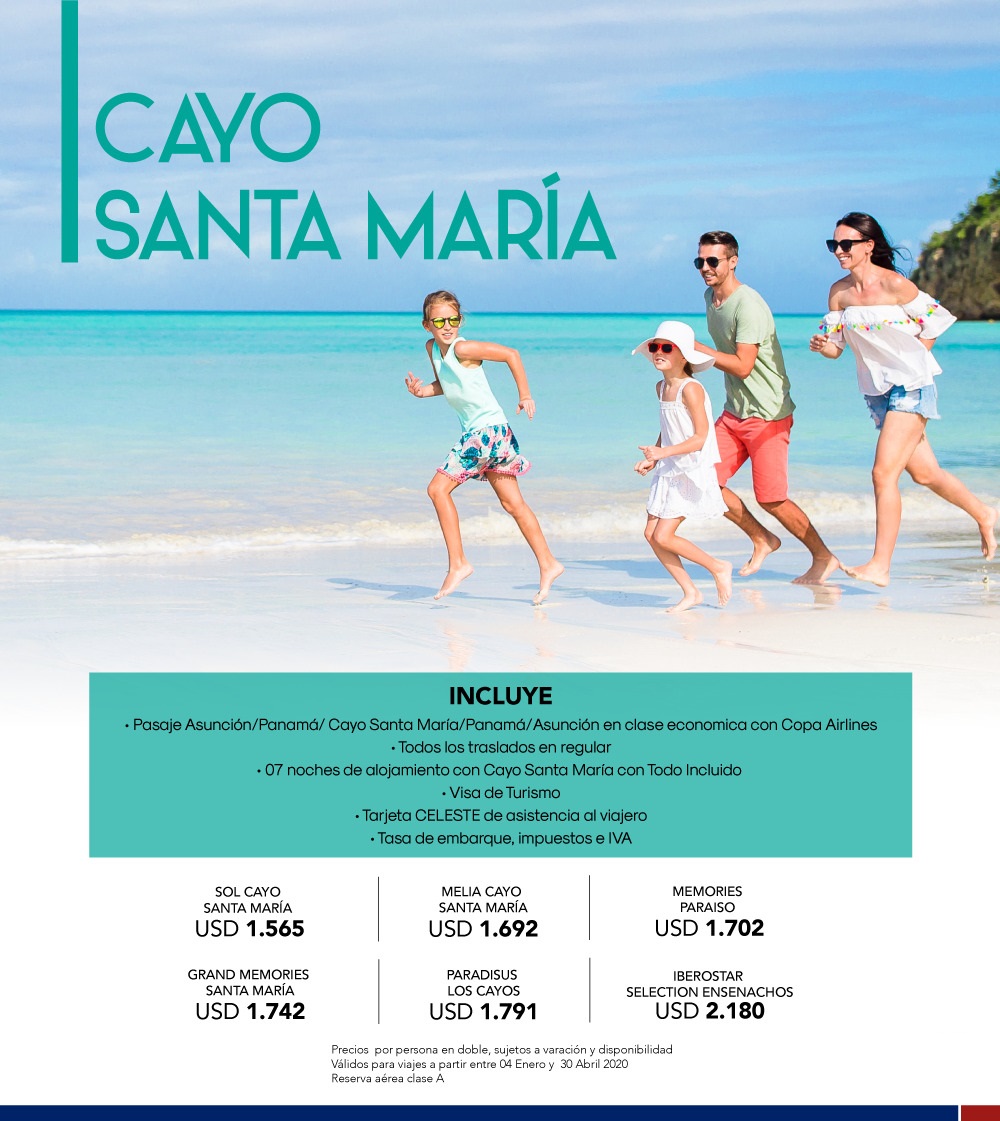 CAYO
SANTA MARÍA
INCLUYE
• Pasaje Asunción/Panamá/ Cayo Santa María/Panamá/Asunción en clase economica con Copa Airlines
• Todos los traslados en regular
• 07 noches de alojamiento con Cayo Santa María con Todo Incluido
• Visa de Turismo
• Tarjeta CELESTE de asistencia al viajero
• Tasa de embarque, impuestos e IVA
SOL CAYO
SANTA MARÍA
USD 1.565
MELIA CAYO
SANTA MARÍA
USD 1.692
MEMORIES
PARAISO
USD 1.702
GRAND MEMORIES
SANTA MARÍA
USD 1.742
PARADISUS
LOS CAYOS
USD 1.791
IBEROSTAR
SELECTION ENSENACHOS
USD 2.180
Precios por persona en doble, sujetos a varación y disponibilidad
Válidos para viajes a partir entre 04 Enero y 30 Abril 2020
Reserva aérea clase A